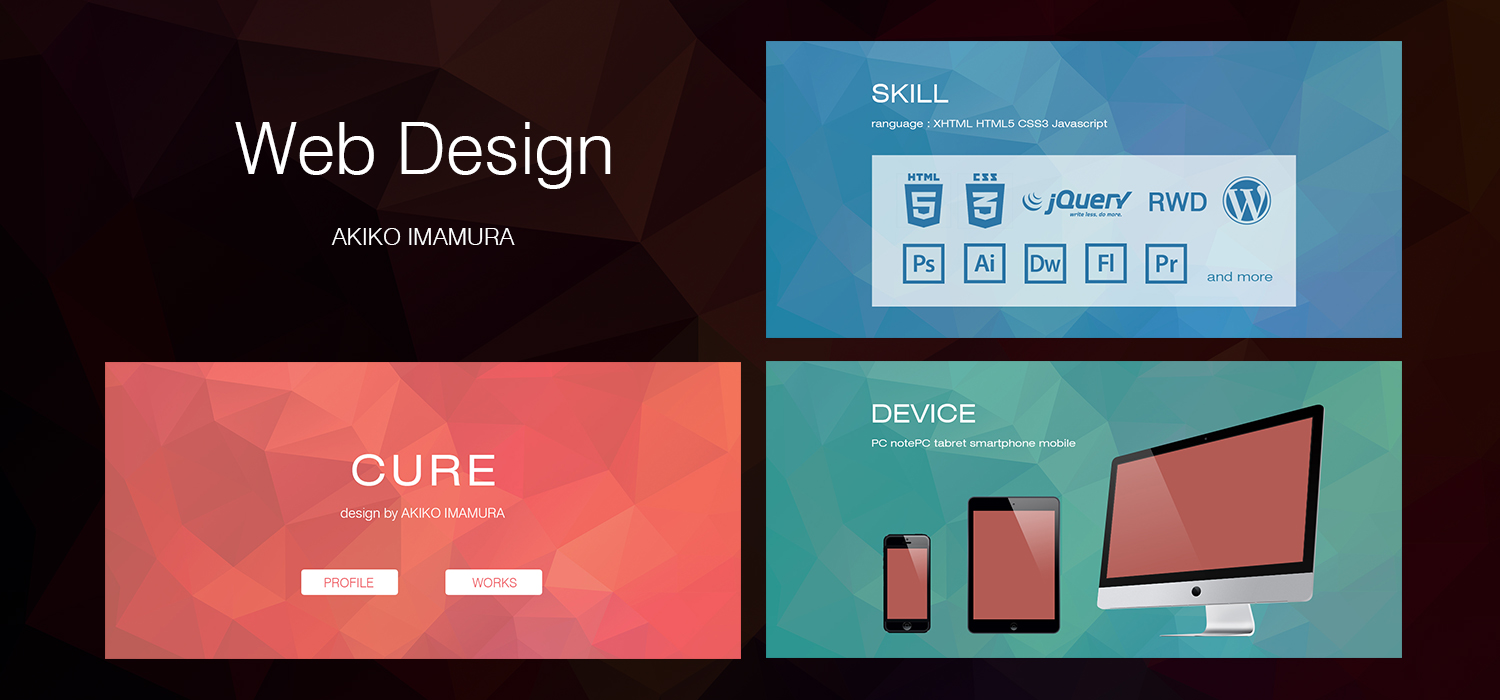 Web Design
AKIKO IMAMURA
SKILL
ranguage : XHTML HTML5 CSS3 Javascript
HTML CSS
5 3 jQuery RWD W
write less, do more.
Ps Ai Dw Fl Pr and more
CURE
design by AKIKO IMAMURA
PROFILE WORKS
DEVICE
PC notePC tabret smartphone mobile